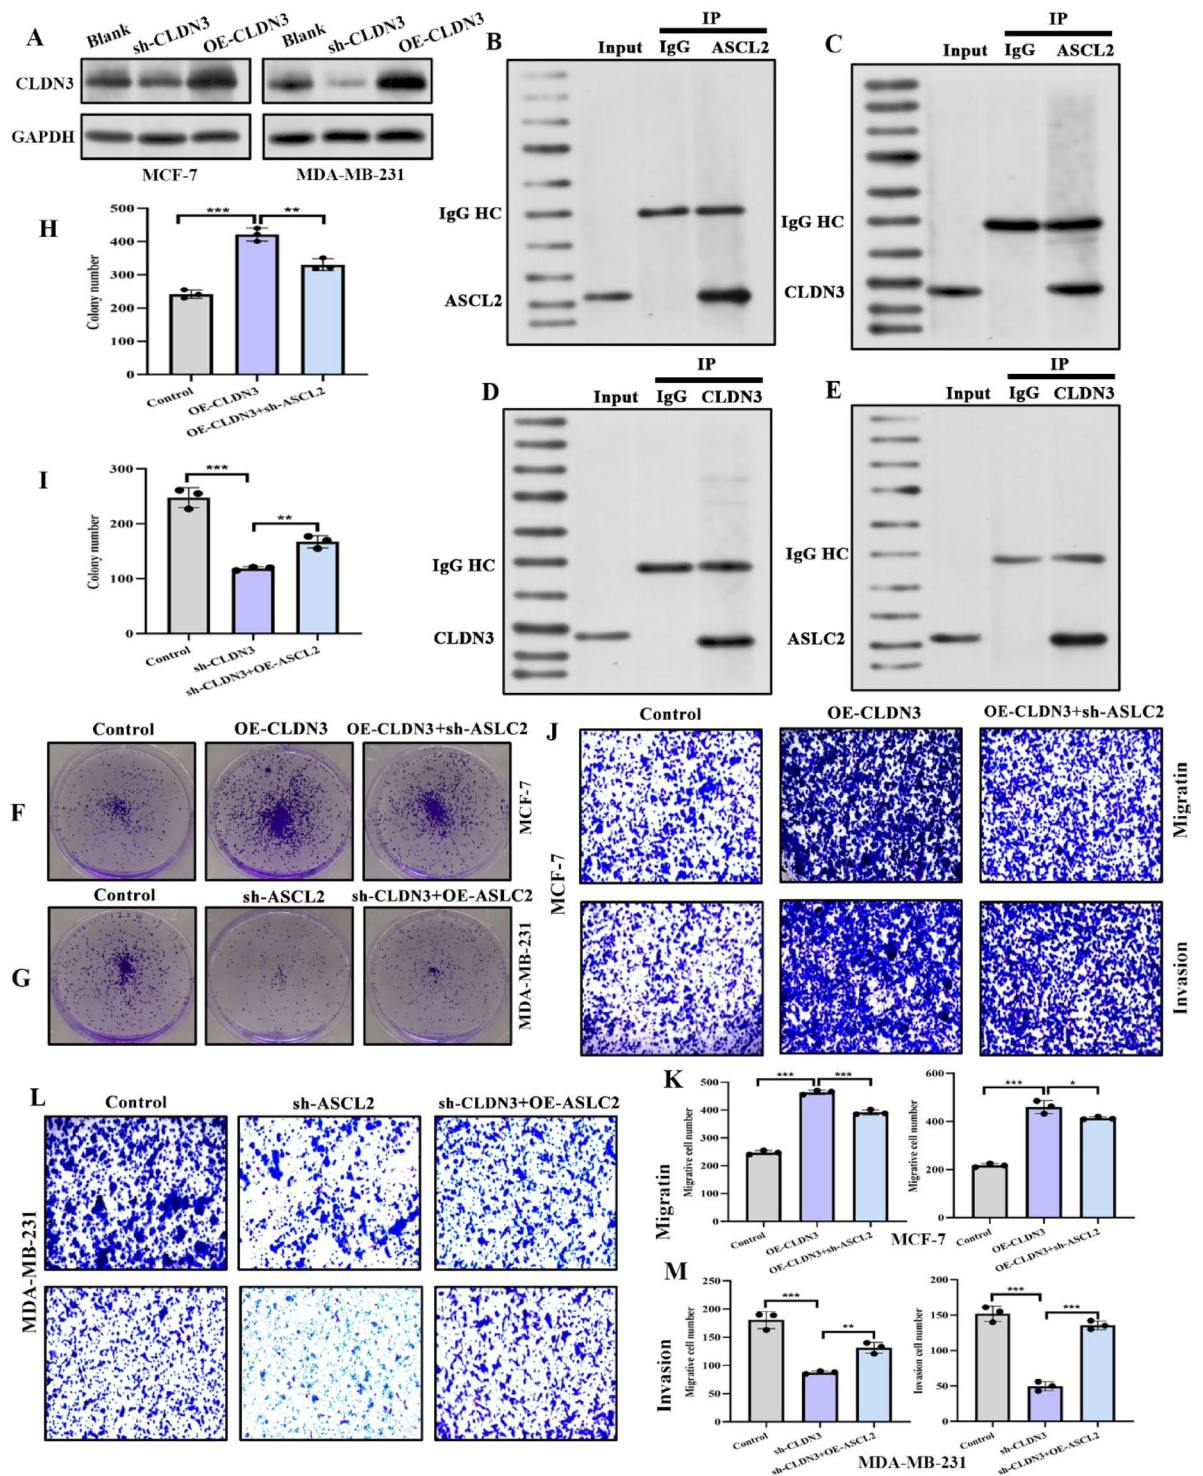 A
Blank
sh-CLDN3
OE-CLDN3
Blank
sh-CLDN3
OE-CLDN3
CLDN3
GAPDH
MCF-7
MDA-MB-231
B
IP
Input
IgG
ASCL2
IgG HC
ASCL2
C
IP
Input
IgG
ASCL2
IgG HC
CLDN3
H
500
400
300
200
100
0
Colony number
***
**
Control
OE-CLDN3
OE-CLDN3+sh-ASCL2
D
IP
Input
IgG
CLDN3
IgG HC
CLDN3
E
IP
Input
IgG
CLDN3
IgG HC
ASLC2
I
300
200
100
0
Colony number
***
**
Control
sh-CLDN3
sh-CLDN3+OE-ASCL2
F
Control
OE-CLDN3
OE-CLDN3+sh-ASLC2
MCF-7
G
Control
sh-ASCL2
sh-CLDN3+OE-ASLC2
MDA-MB-231
J
Control
OE-CLDN3
OE-CLDN3+sh-ASLC2
MCF-7
Migratin
Invasion
K
Migratin
500
400
300
200
100
0
Migrative cell number
***
***
Control
OE-CLDN3
OE-CLDN3+sh-ASCL2
600
400
200
0
Migrative cell number
***
*
Control
OE-CLDN3
OE-CLDN3+sh-ASCL2
MCF-7
L
Control
sh-ASCL2
sh-CLDN3+OE-ASLC2
MDA-MB-231
M
Invasion
250
200
150
100
50
0
Migrative cell number
***
**
Control
sh-CLDN3
sh-CLDN3+OE-ASCL2
200
150
100
50
0
Invasion cell number
***
***
Control
sh-CLDN3
sh-CLDN3+OE-ASCL2
MDA-MB-231